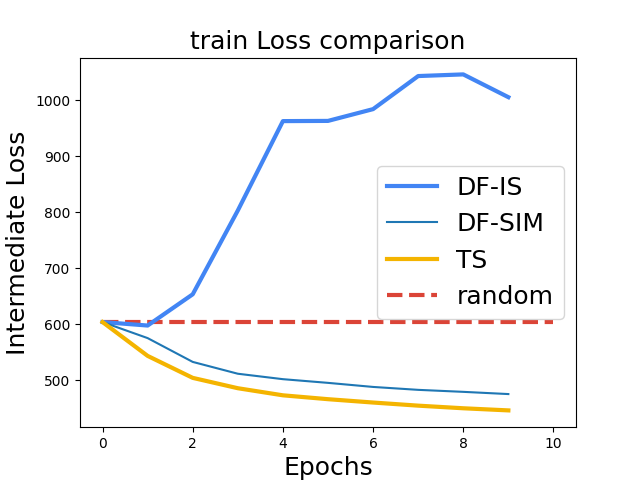 train Loss comparison
Intermediate Loss
1000
900
800
700
600
500
DF-IS
DF-SIM
TS
random
0 2 4 6 8 10
Epochs